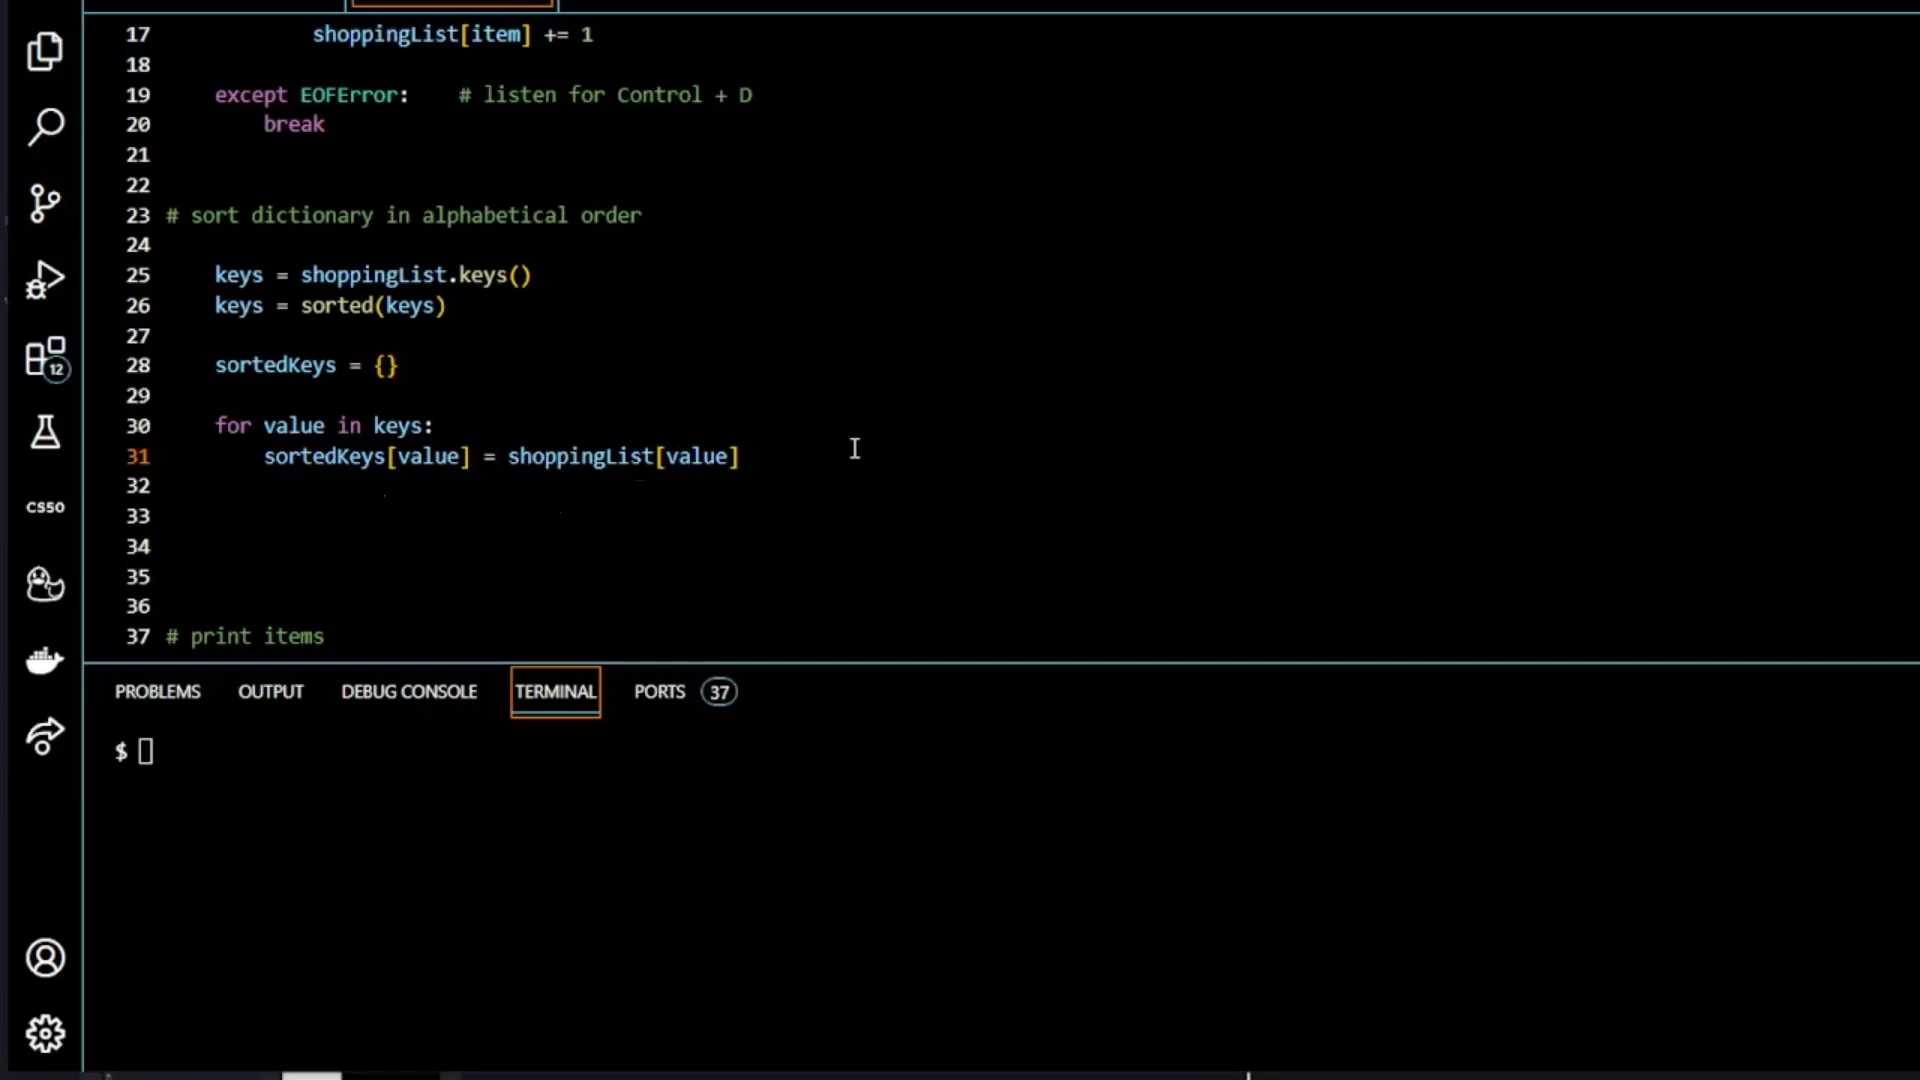 17 shoppingList[item] += 1
18
19 except EOFError: # listen for Control + D
20 break
21
22
23 # sort dictionary in alphabetical order
24
25 keys = shoppingList.keys()
26 keys = sorted(keys)
27
28 sortedKeys = {}
29
30 for value in keys:
31 sortedKeys[value] = shoppingList[value]
32
33
34
35
36
37 # print items
12
CS50
PROBLEMS OUTPUT DEBUG CONSOLE TERMINAL PORTS 37
$